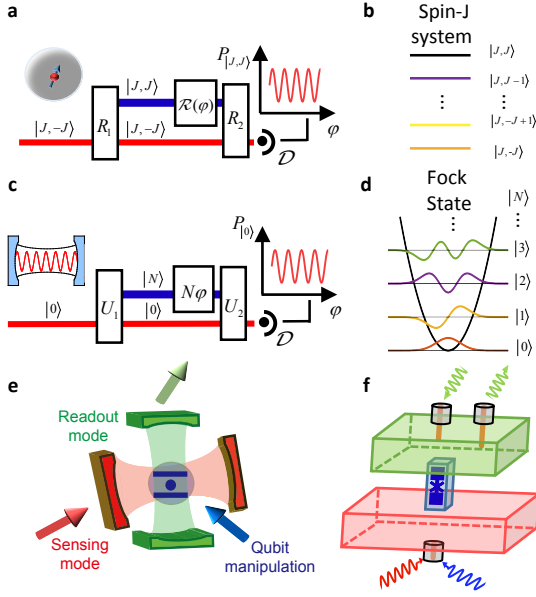 a
|J, J⟩
R₁
ℛ(φ)
R₂
|J,−J⟩
|J,−J⟩
P|J,J⟩
φ
𝒟
b
Spin-J
system
|J,J⟩
|J,J−1⟩
⋮ ⋮
|J,−J+1⟩
|J,-J⟩
c
|N⟩
U₁
Nφ
U₂
|0⟩
|0⟩
P|0⟩
φ
𝒟
d
Fock
State
|N⟩
⋮ ⋮
|3⟩
|2⟩
|1⟩
|0⟩
e
Readout
mode
Sensing
mode
Qubit
manipulation
f